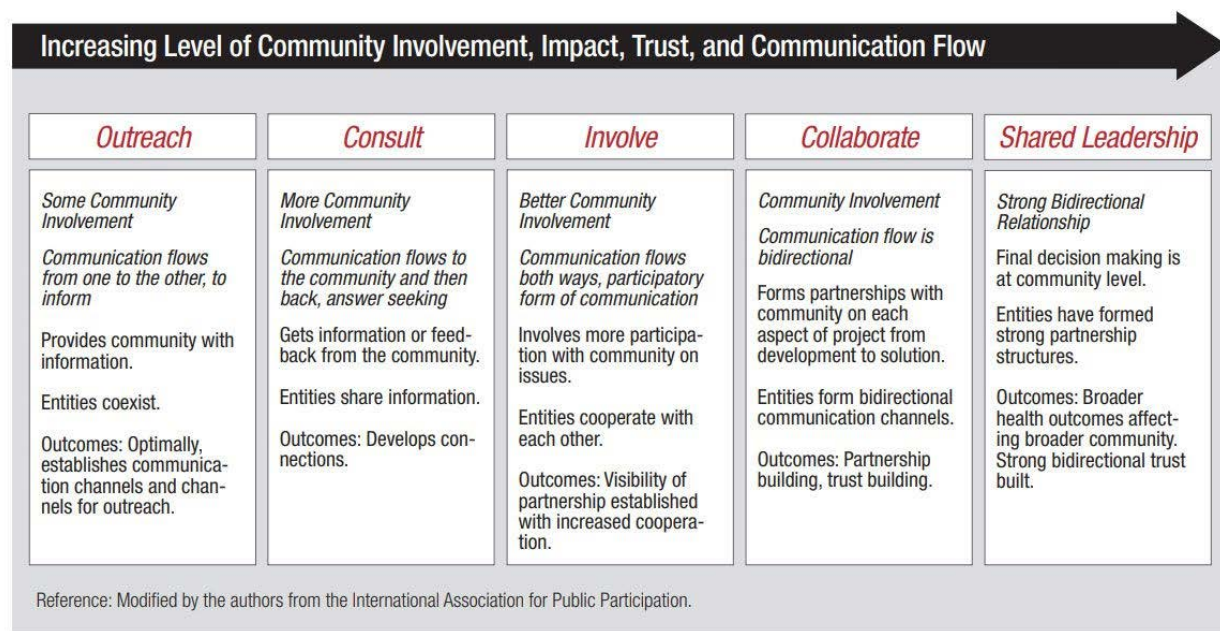 Increasing Level of Community Involvement, Impact, Trust, and Communication Flow
Outreach
Some Community
Involvement
Communication flows
from one to the other, to
inform
Provides community with
information.
Entities coexist.
Outcomes: Optimally,
establishes communica-
tion channels and chan-
nels for outreach.
Consult
More Community
Involvement
Communication flows to
the community and then
back, answer seeking
Gets information or feed-
back from the community.
Entities share information.
Outcomes: Develops con-
nections.
Involve
Better Community
Involvement
Communication flows
both ways, participatory
form of communication
Involves more participa-
tion with community on
issues.
Entities cooperate with
each other.
Outcomes: Visibility of
partnership established
with increased coopera-
tion.
Collaborate
Community Involvement
Communication flow is
bidirectional
Forms partnerships with
community on each
aspect of project from
development to solution.
Entities form bidirectional
communication channels.
Outcomes: Partnership
building, trust building.
Shared Leadership
Strong Bidirectional
Relationship
Final decision making is
at community level.
Entities have formed
strong partnership
structures.
Outcomes: Broader
health outcomes affect-
ing broader community.
Strong bidirectional trust
built.
Reference: Modified by the authors from the International Association for Public Participation.